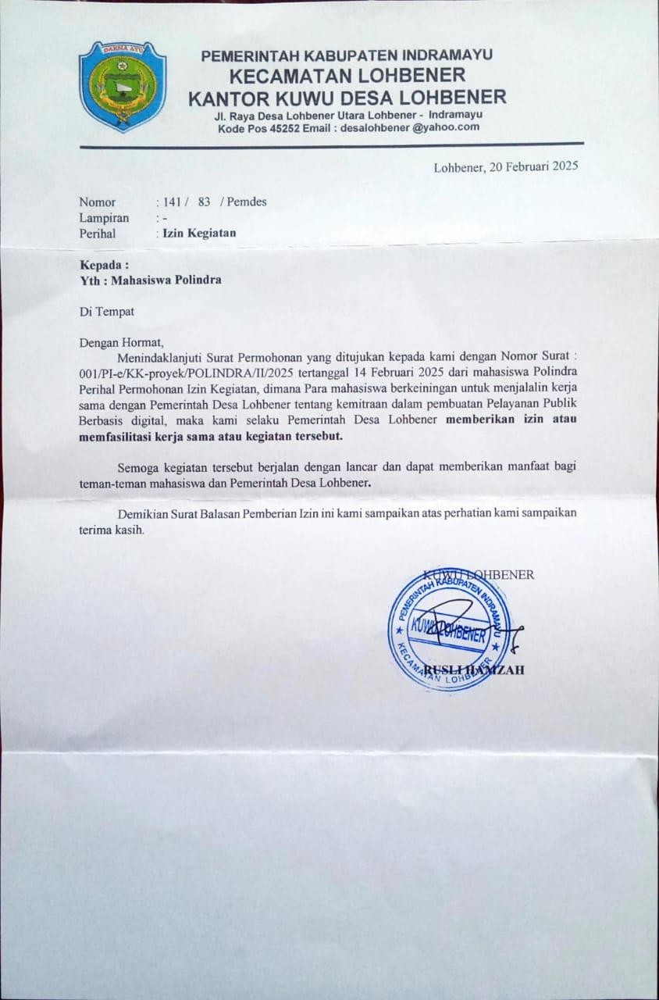 DARMA AYU
PEMERINTAH KABUPATEN INDRAMAYU
KECAMATAN LOHBENER
KANTOR KUWU DESA LOHBENER
Jl. Raya Desa Lohbener Utara Lohbener - Indramayu
Kode Pos 45252 Email : desalohbener @yahoo.com
Lohbener, 20 Februari 2025
Nomor : 141 / 83 / Pemdes
Lampiran : -
Perihal : Izin Kegiatan
Kepada :
Yth : Mahasiswa Polindra
Di Tempat
Dengan Hormat,
Menindaklanjuti Surat Permohonan yang ditujukan kepada kami dengan Nomor Surat :
001/PI-e/KK-proyek/POLINDRA/II/2025 tertanggal 14 Februari 2025 dari mahasiswa Polindra
Perihal Permohonan Izin Kegiatan, dimana Para mahasiswa berkeiningan untuk menjalalin kerja
sama dengan Pemerintah Desa Lohbener tentang kemitraan dalam pembuatan Pelayanan Publik
Berbasis digital, maka kami selaku Pemerintah Desa Lohbener memberikan izin atau
memfasilitasi kerja sama atau kegiatan tersebut.
Semoga kegiatan tersebut berjalan dengan lancar dan dapat memberikan manfaat bagi
teman-teman mahasiswa dan Pemerintah Desa Lohbener.
Demikian Surat Balasan Pemberian Izin ini kami sampaikan atas perhatian kami sampaikan
terima kasih.
KUWU LOHBENER
PEMERINTAH KABUPATEN INDRAMAYU
KUWU LOHBENER
KECAMATAN LOHBENER
RUSLI HAMZAH